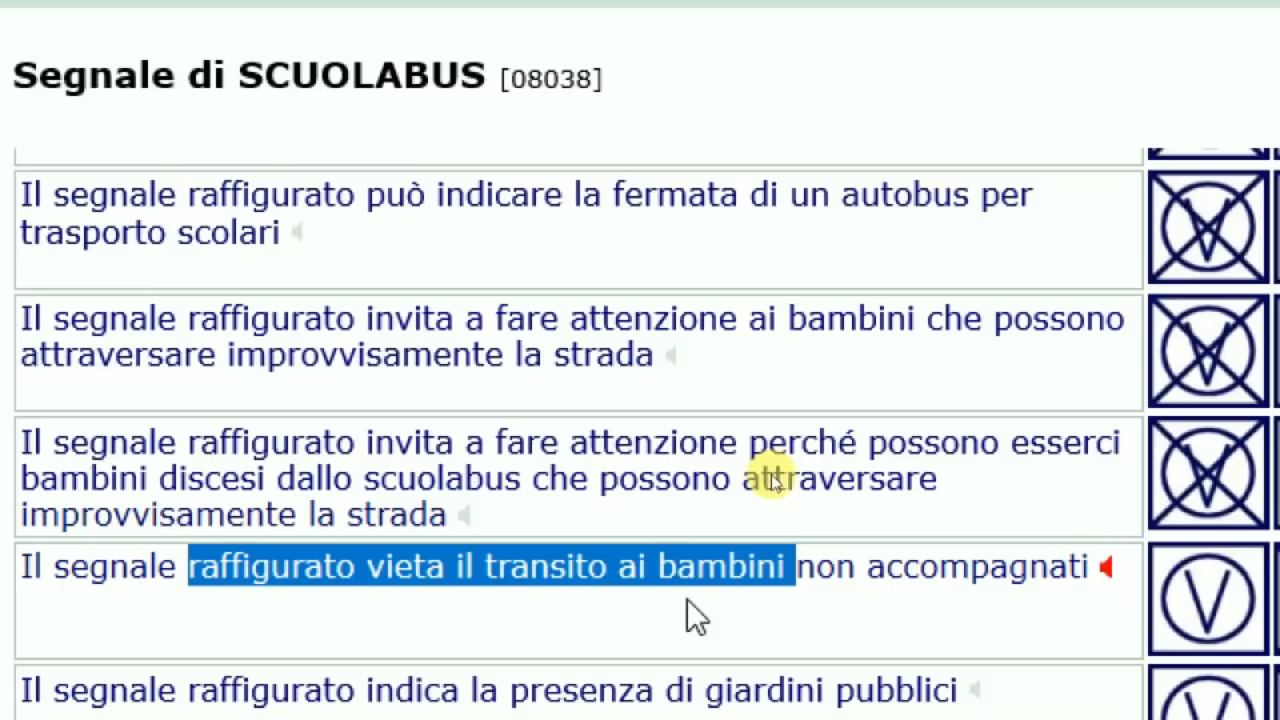 Segnale di SCUOLABUS [08038]
Il segnale raffigurato può indicare la fermata di un autobus per
trasporto scolari
V
Il segnale raffigurato invita a fare attenzione ai bambini che possono
attraversare improvvisamente la strada
V
Il segnale raffigurato invita a fare attenzione perché possono esserci
bambini discesi dallo scuolabus che possono attraversare
improvvisamente la strada
V
Il segnale raffigurato vieta il transito ai bambini non accompagnati
V
Il segnale raffigurato indica la presenza di giardini pubblici
V